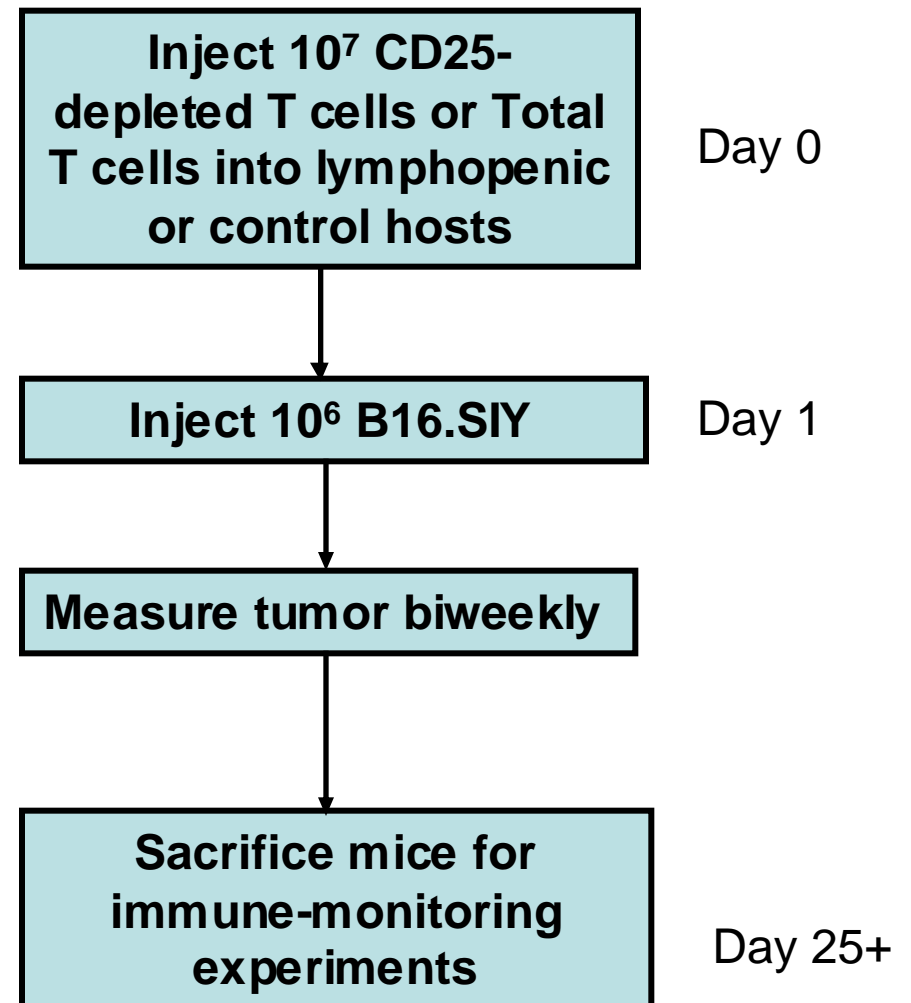 Inject 10⁷ CD25-
depleted T cells or Total
T cells into lymphopenic
or control hosts
Day 0
Inject 10⁶ B16.SIY
Day 1
Measure tumor biweekly
Sacrifice mice for
immune-monitoring
experiments
Day 25+